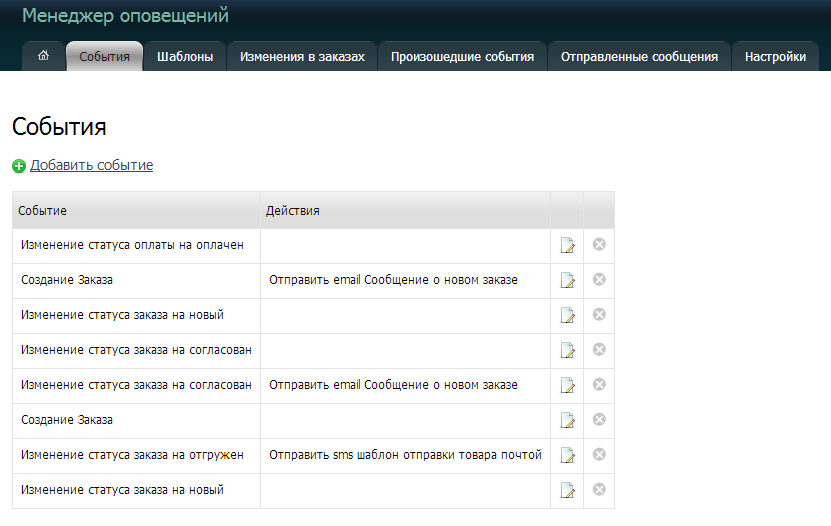 Менеджер оповещений
События Шаблоны Изменения в заказах Произошедшие события Отправленные сообщения Настройки
События
Добавить событие
Событие Действия
Изменение статуса оплаты на оплачен
Создание Заказа Отправить email Сообщение о новом заказе
Изменение статуса заказа на новый
Изменение статуса заказа на согласован
Изменение статуса заказа на согласован Отправить email Сообщение о новом заказе
Создание Заказа
Изменение статуса заказа на отгружен Отправить sms шаблон отправки товара почтой
Изменение статуса заказа на новый